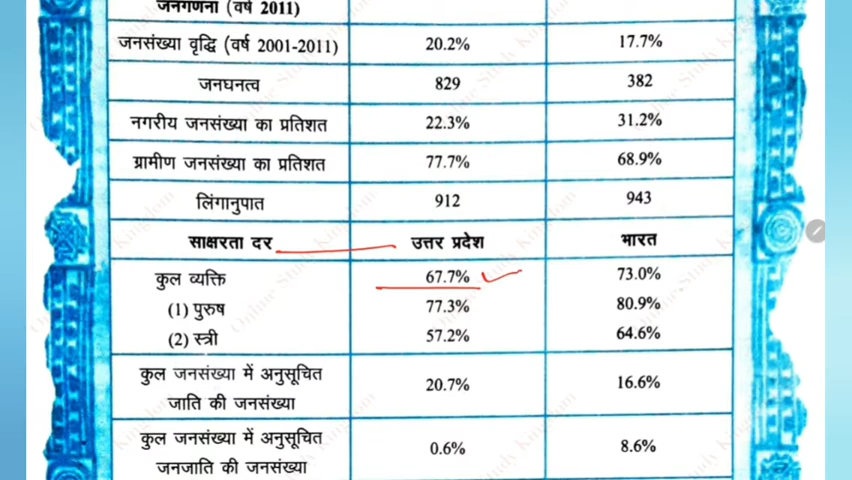 जनगणना (वर्ष 2011)
जनसंख्या वृद्धि (वर्ष 2001-2011) 20.2% 17.7%
जनघनत्व 829 382
नगरीय जनसंख्या का प्रतिशत 22.3% 31.2%
ग्रामीण जनसंख्या का प्रतिशत 77.7% 68.9%
लिंगानुपात 912 943
साक्षरता दर उत्तर प्रदेश भारत
कुल व्यक्ति 67.7% 73.0%
(1) पुरुष 77.3% 80.9%
(2) स्त्री 57.2% 64.6%
कुल जनसंख्या में अनुसूचित
जाति की जनसंख्या 20.7% 16.6%
कुल जनसंख्या में अनुसूचित
जनजाति की जनसंख्या 0.6% 8.6%
Online Study Kingdom